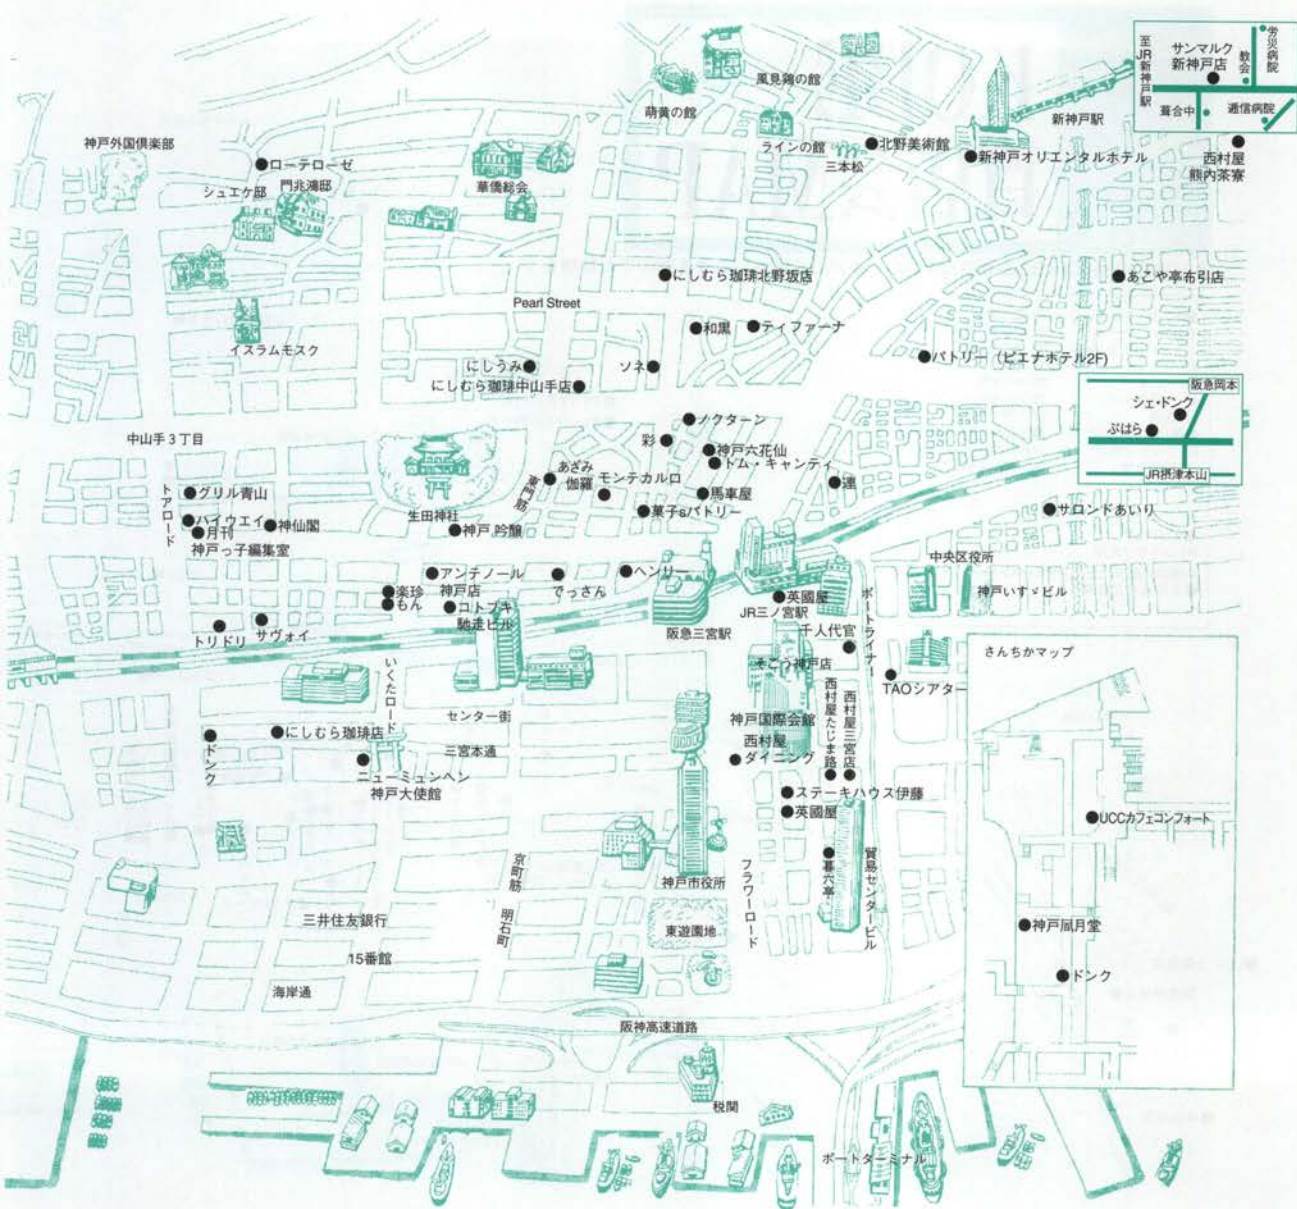 至JR新神戸駅
サンマルク
新神戸店
教会
労災病院
葺合中
逓信病院
風見鶏の館
萌黄の館
新神戸駅
神戸外国倶楽部
ローテローゼ
ラインの館
北野美術館
三本松
新神戸オリエンタルホテル
西村屋
熊内茶寮
シュエケ邸
門兆鴻邸
華僑総会
にしむら珈琲北野坂店
あこや亭布引店
Pearl Street
和黒
ティファーナ
イスラムモスク
にしうみ
ソネ
バトリー（ピエナホテル2F)
にしむら珈琲中山手店
阪急岡本
シェ・ドンク
ぶはら
JR摂津本山
ノクターン
中山手３丁目
彩
神戸六花仙
トム・キャンティ
あざみ
伽羅
モンテカルロ
東門筋
連
トアロード
グリル青山
馬車屋
菓子sパトリー
サロンドあいり
ハイウエイ
神仙閣
生田神社
神戸 吟醸
月刊
神戸っ子編集室
中央区役所
アンテノール
神戸店
でっさん
ヘンリー
楽珍
もん
コトブキ
馳走ビル
英國屋
JR三ノ宮駅
ポートライナー
神戸いすゞビル
トリドリ
サヴォイ
阪急三宮駅
千人代官
さんちかマップ
そごう神戸店
TAOシアター
いくたロード
西村屋たじま路
西村屋三宮店
センター街
神戸国際会館
ドンク
にしむら珈琲店
三宮本通
西村屋
ダイニング
ニューミュンヘン
神戸大使館
ステーキハウス伊藤
英國屋
UCCカフェコンフォート
京町筋
明石町
神戸市役所
フラワーロード
暮六亭
貿易センタービル
三井住友銀行
東遊園地
神戸凮月堂
15番館
ドンク
海岸通
阪神高速道路
税関
ポートターミナル